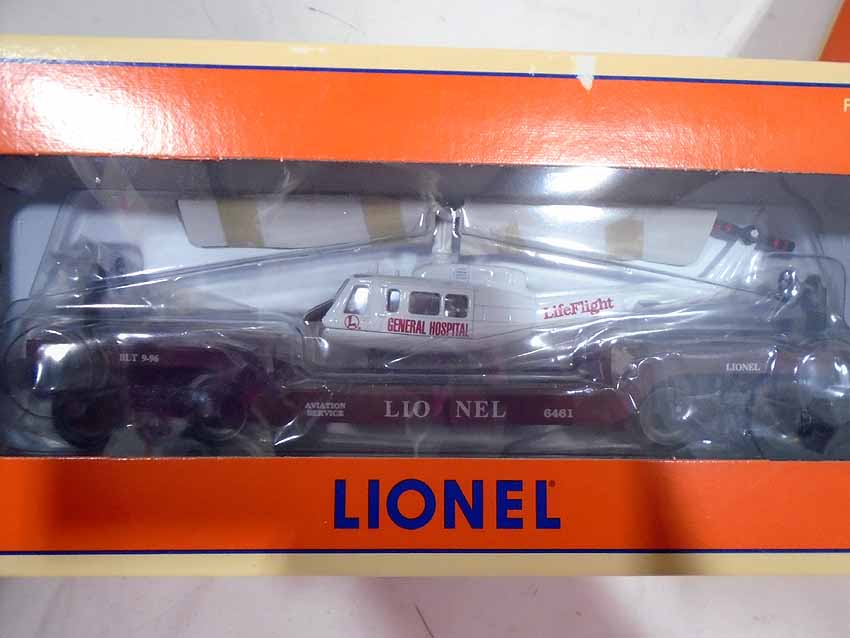 LifeFlight
L
GENERAL HOSPITAL
BLT 9-96
LIONEL
AVIATION
SERVICE
LIONEL
6461
LIONEL